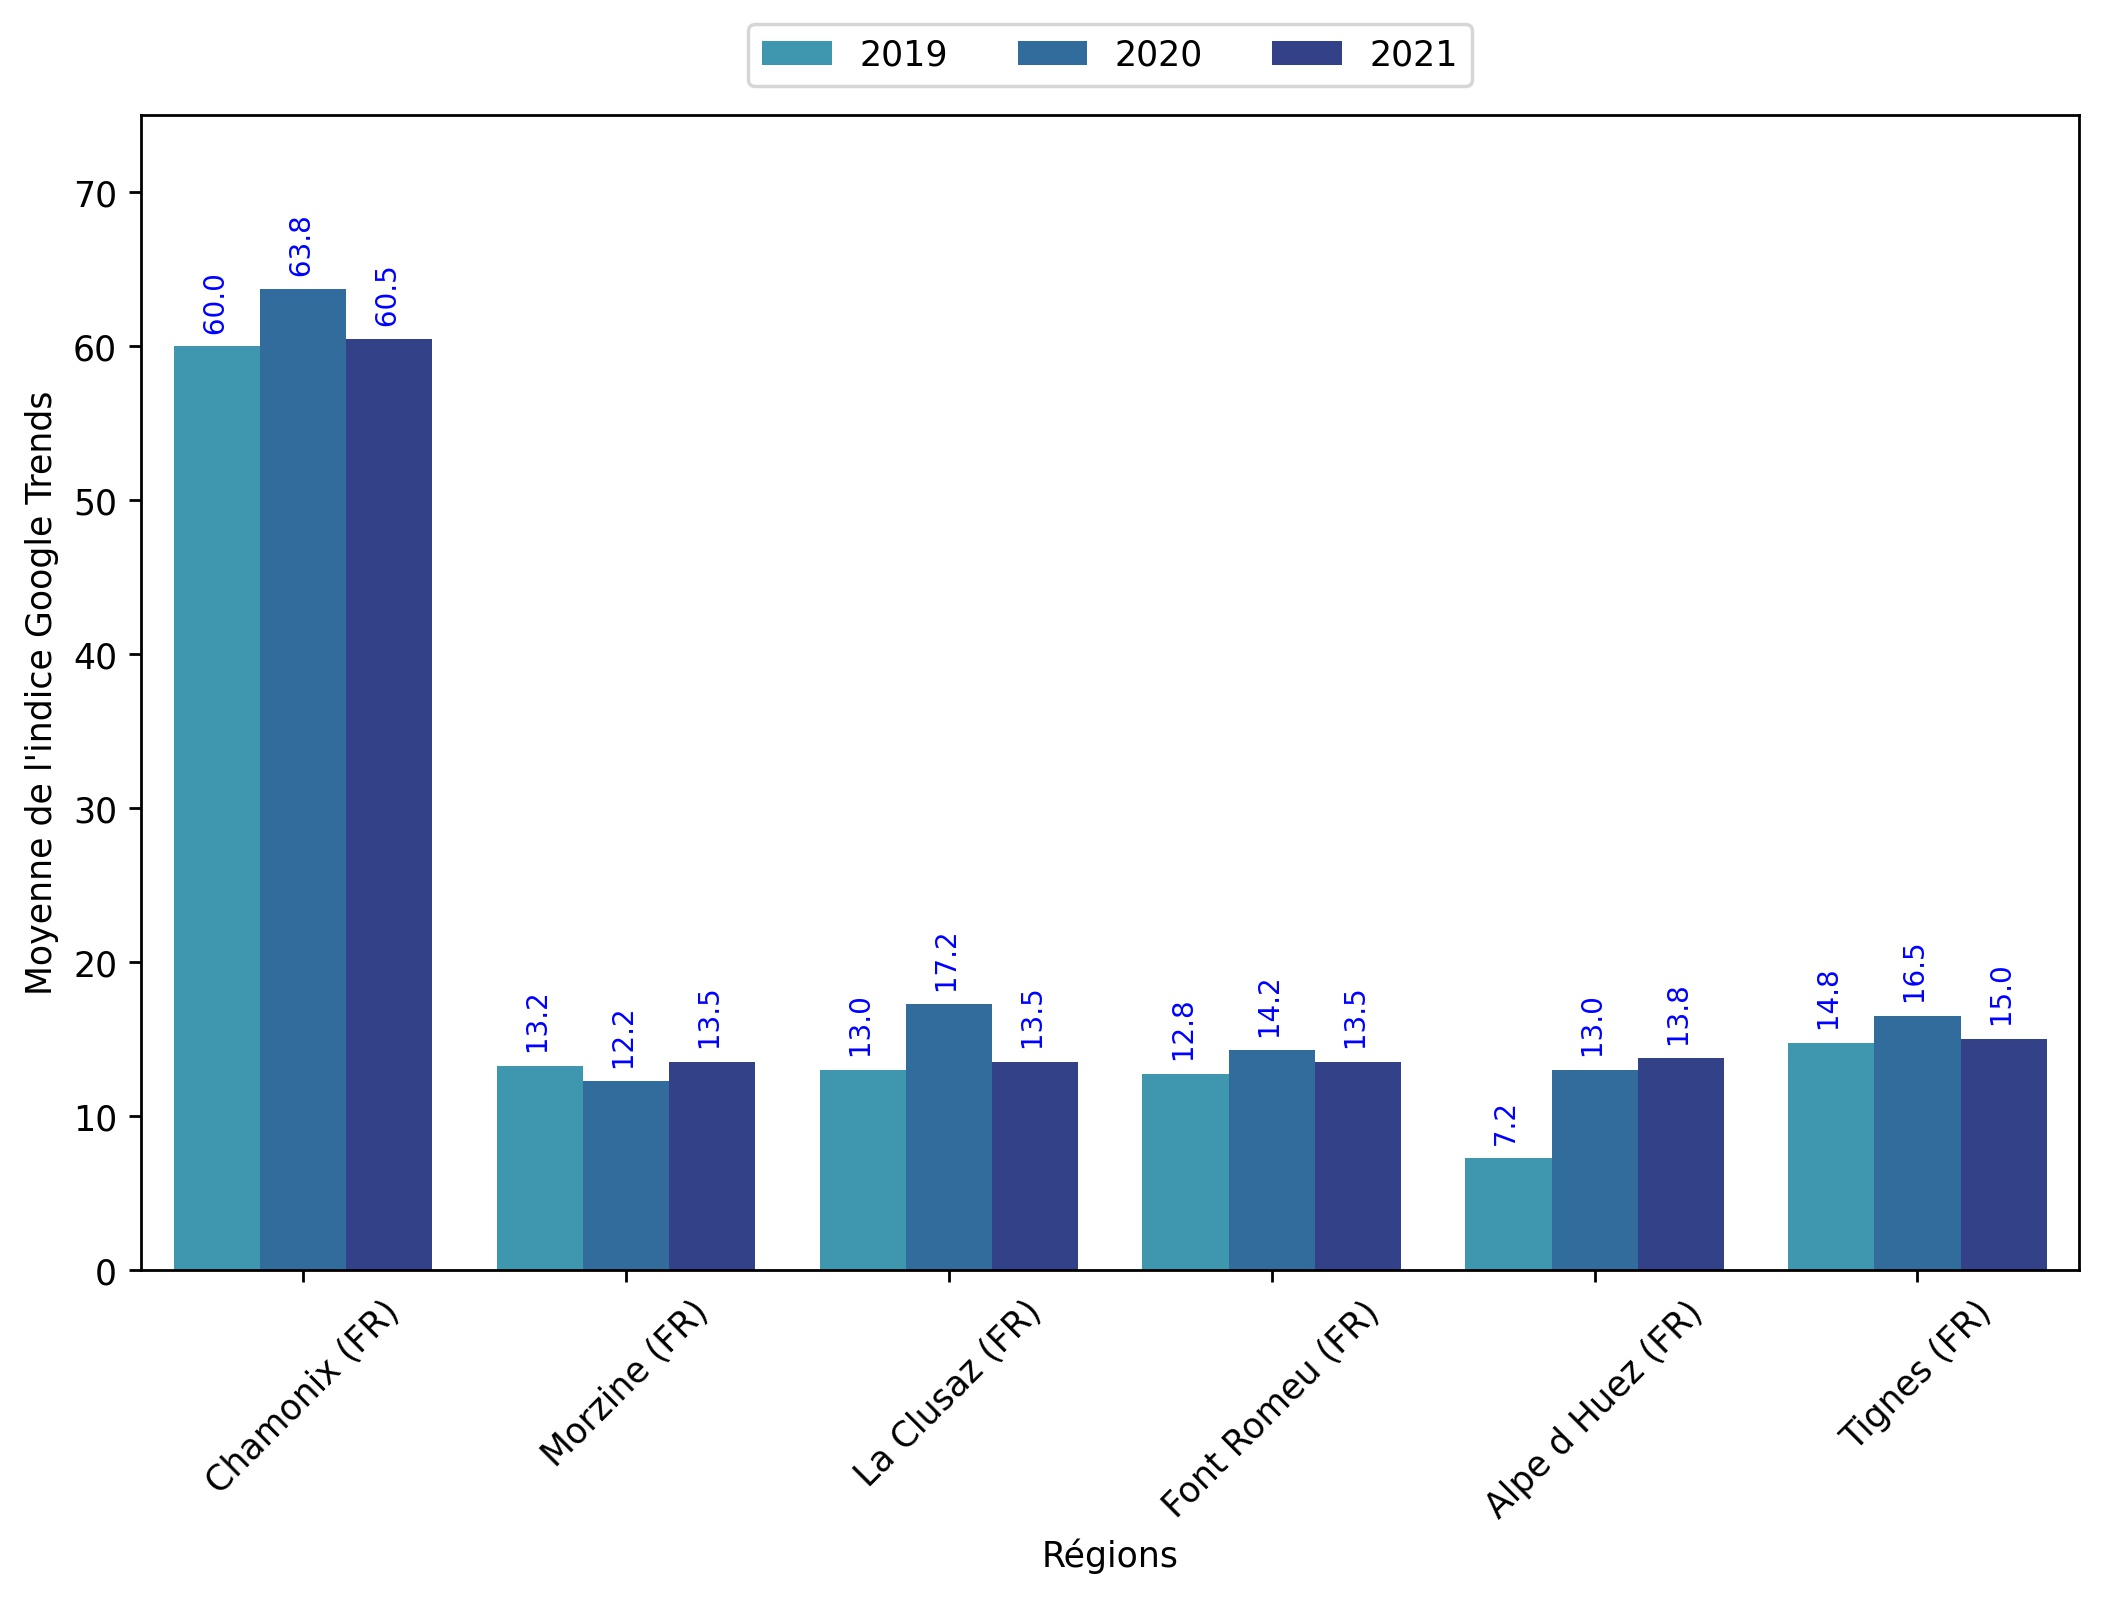 2019 2020 2021
Moyenne de l'indice Google Trends
70
60
50
40
30
20
10
0
60.0 63.8 60.5
13.2 12.2 13.5
13.0 17.2 13.5
12.8 14.2 13.5
7.2 13.0 13.8
14.8 16.5 15.0
Chamonix (FR)
Morzine (FR)
La Clusaz (FR)
Font Romeu (FR)
Alpe d Huez (FR)
Tignes (FR)
Régions